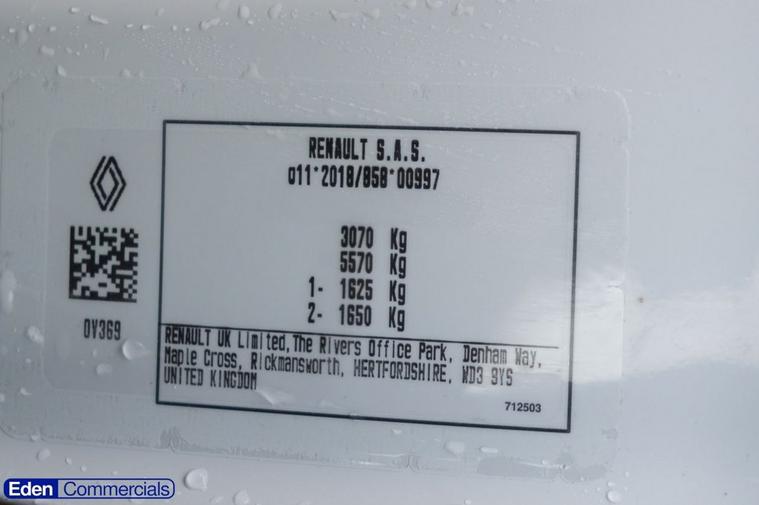 RENAULT S.A.S.
o11*2018/858*00997
3070 Kg
5570 Kg
1- 1625 Kg
2- 1650 Kg
0V369
RENAULT UK Limited,The Rivers Office Park, Denham Way,
Maple Cross, Rickmansworth, HERTFORDSHIRE, WD3 9YS
UNITED KINGDOM
712503
Eden Commercials